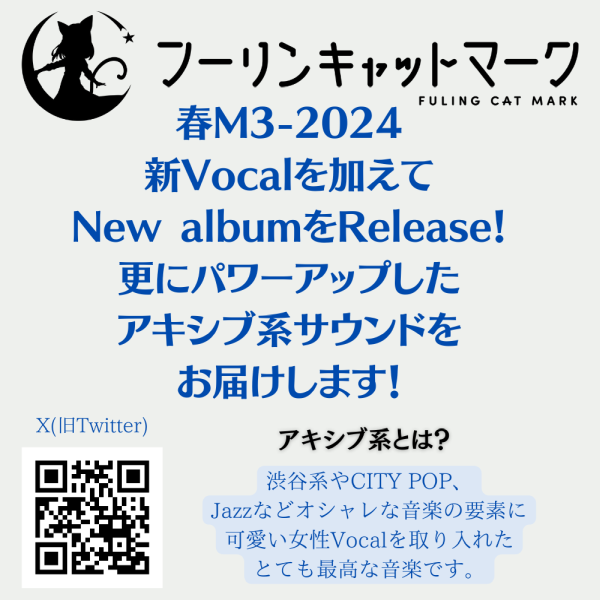 フーリンキャットマーク
FULING CAT MARK
春M3-2024
新Vocalを加えて
New albumをRelease!
更にパワーアップした
アキシブ系サウンドを
お届けします!
X(旧Twitter)
アキシブ系とは?
渋谷系やCITY POP、
Jazzなどオシャレな音楽の要素に
可愛い女性Vocalを取り入れた
とても最高な音楽です。